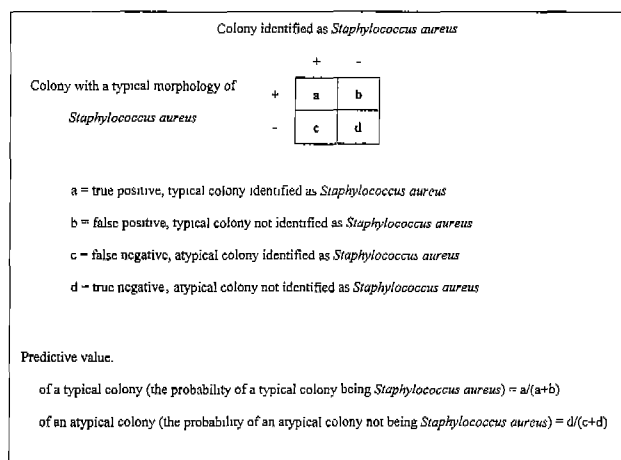 Colony identified as Staphylococcus aureus
+ -
Colony with a typical morphology of
+ a b
Staphylococcus aureus
- c d
a = true positive, typical colony identified as Staphylococcus aureus
b = false positive, typical colony not identified as Staphylococcus aureus
c = false negative, atypical colony identified as Staphylococcus aureus
d = true negative, atypical colony not identified as Staphylococcus aureus
Predictive value.
of a typical colony (the probability of a typical colony being Staphylococcus aureus) = a/(a+b)
of an atypical colony (the probability of an atypical colony not being Staphylococcus aureus) = d/(c+d)